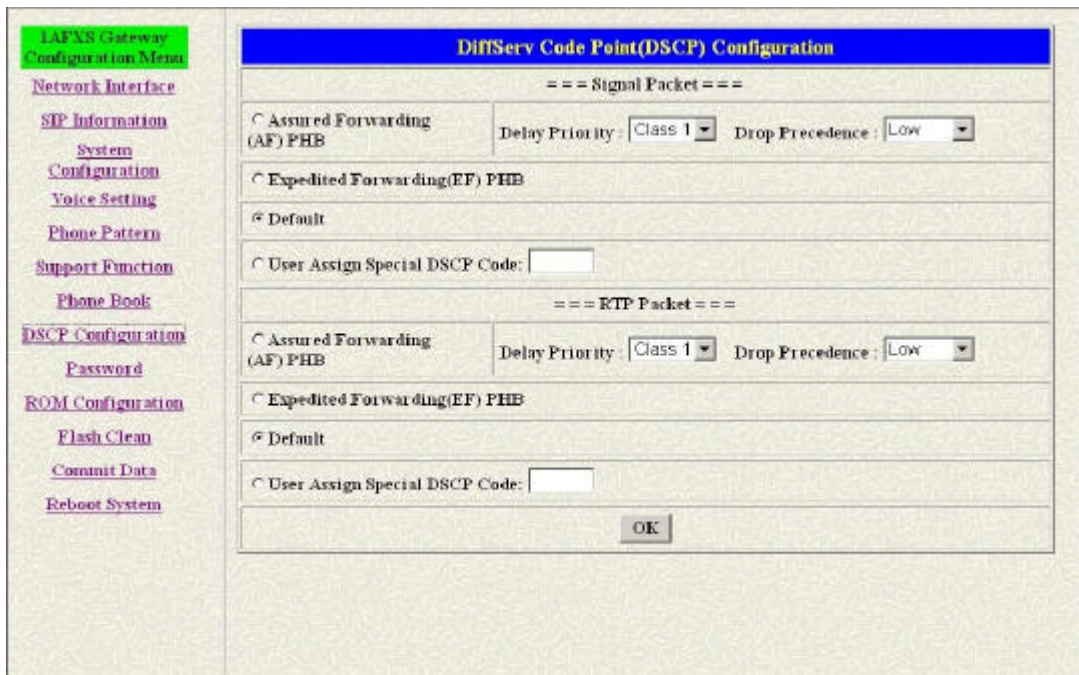 1AFXS Gateway
Configuration Menu
Network Interface
SIP Information
System
Configuration
Voice Setting
Phone Pattern
Support Function
Phone Book
DSCP Configuration
Password
ROM Configuration
Flash Clean
Commit Data
Reboot System
DiffServ Code Point(DSCP) Configuration
= = = Signal Packet = = =
Assured Forwarding
(AF) PHB
Delay Priority : Class 1 Drop Precedence : Low
Expedited Forwarding(EF) PHB
Default
User Assign Special DSCP Code:
= = = RTP Packet = = =
Assured Forwarding
(AF) PHB
Delay Priority : Class 1 Drop Precedence : Low
Expedited Forwarding(EF) PHB
Default
User Assign Special DSCP Code:
OK